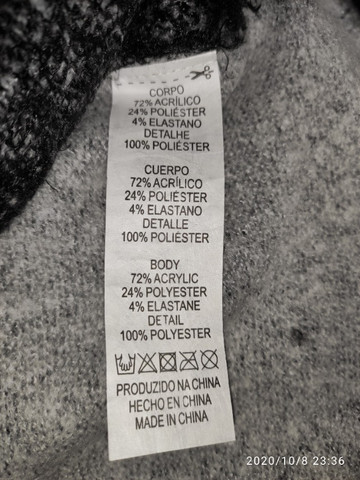 CORPO
72% ACRÍLICO
24% POLIÉSTER
4% ELASTANO
DETALHE
100% POLIÉSTER
CUERPO
72% ACRÍLICO
24% POLIÉSTER
4% ELASTANO
DETALLE
100% POLIÉSTER
BODY
72% ACRYLIC
24% POLYESTER
4% ELASTANE
DETAIL
100% POLYESTER
PRODUZIDO NA CHINA
HECHO EN CHINA
MADE IN CHINA
2020/10/8 23:36